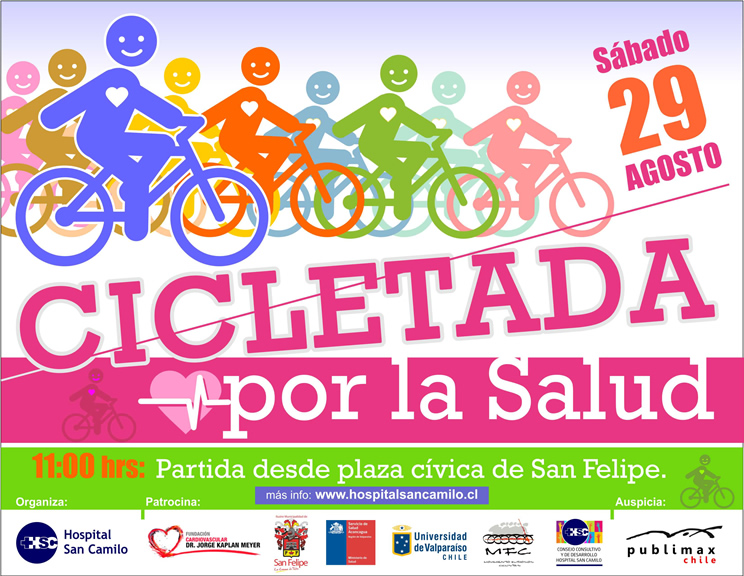 Sábado
29
AGOSTO
CICLETADA
por la Salud
11:00 hrs: Partida desde plaza cívica de San Felipe.
más info: www.hospitalsancamilo.cl
Organiza:
Patrocina:
Auspicia:
HSC
Hospital
San Camilo
FUNDACIÓN
CARDIOVASCULAR
DR. JORGE KAPLAN MEYER
San Felipe
Universidad
de Valparaíso
CHILE
MFC
HSC
CONSEJO CONSULTIVO
Y DE DESARROLLO
HOSPITAL SAN CAMILO
publimax
chile